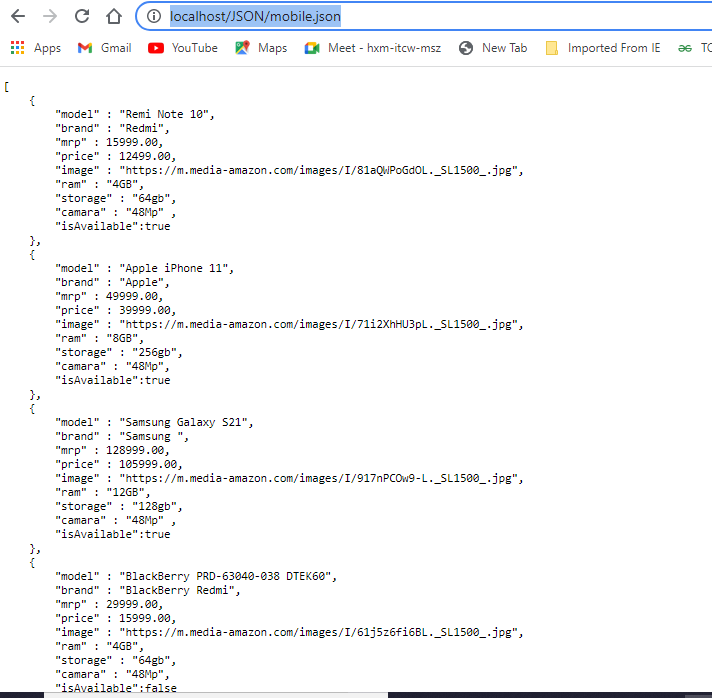 localhost/JSON/mobile.json
Apps Gmail YouTube Maps Meet - hxm-itcw-msz New Tab Imported From IE TO
[
{
"model" : "Remi Note 10",
"brand" : "Redmi",
"mrp" : 15999.00,
"price" : 12499.00,
"image" : "https://m.media-amazon.com/images/I/81aQWPoGdOL._SL1500_.jpg",
"ram" : "4GB",
"storage" : "64gb",
"camara" : "48Mp" ,
"isAvailable":true
},
{
"model" : "Apple iPhone 11",
"brand" : "Apple",
"mrp" : 49999.00,
"price" : 39999.00,
"image" : "https://m.media-amazon.com/images/I/71i2XhHU3pL._SL1500_.jpg",
"ram" : "8GB",
"storage" : "256gb",
"camara" : "48Mp",
"isAvailable":true
},
{
"model" : "Samsung Galaxy S21",
"brand" : "Samsung ",
"mrp" : 128999.00,
"price" : 105999.00,
"image" : "https://m.media-amazon.com/images/I/917nPCOw9-L._SL1500_.jpg",
"ram" : "12GB",
"storage" : "128gb",
"camara" : "48Mp" ,
"isAvailable":true
},
{
"model" : "BlackBerry PRD-63040-038 DTEK60",
"brand" : "BlackBerry Redmi",
"mrp" : 29999.00,
"price" : 15999.00,
"image" : "https://m.media-amazon.com/images/I/61j5z6fi6BL._SL1500_.jpg",
"ram" : "4GB",
"storage" : "64gb",
"camara" : "48Mp",
"isAvailable":false